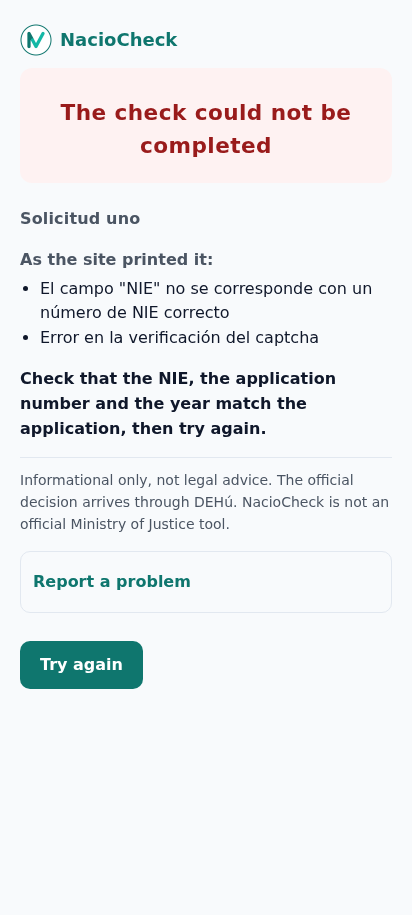 NacioCheck
The check could not be
completed
Solicitud uno
As the site printed it:
• El campo "NIE" no se corresponde con un
número de NIE correcto
• Error en la verificación del captcha
Check that the NIE, the application
number and the year match the
application, then try again.
Informational only, not legal advice. The official
decision arrives through DEHú. NacioCheck is not an
official Ministry of Justice tool.
Report a problem
Try again